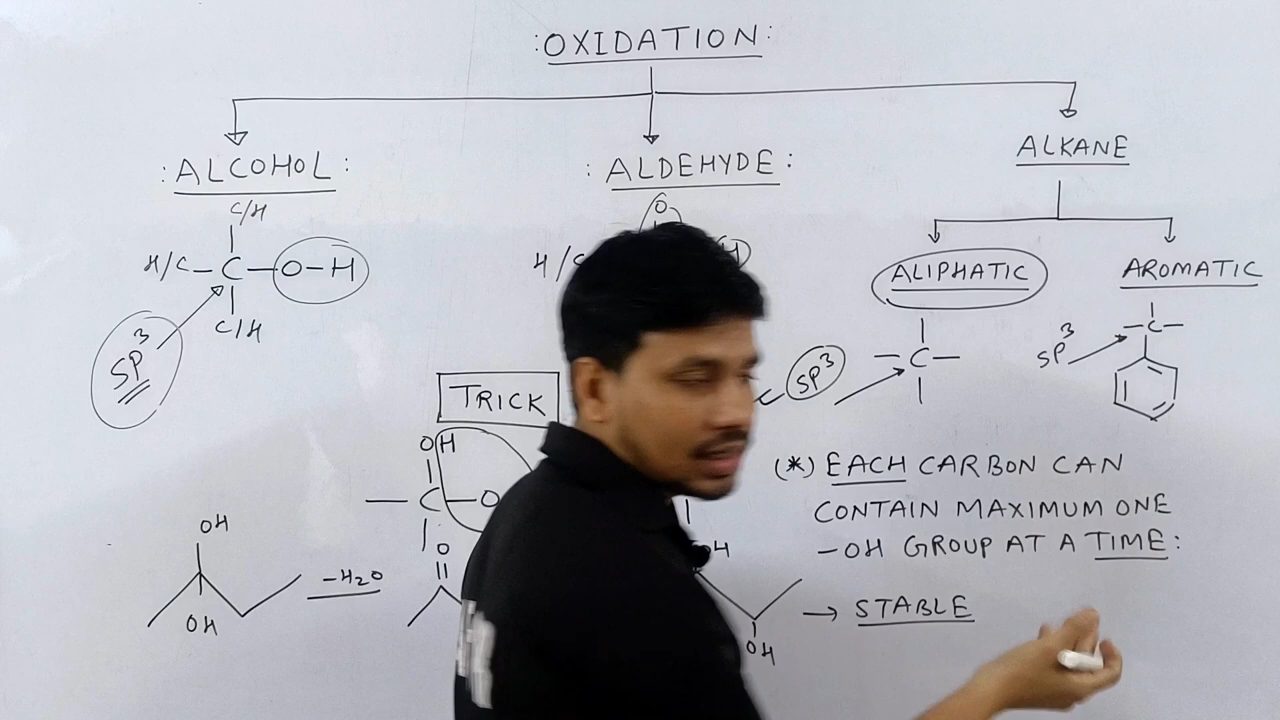 :OXIDATION:
:ALCOHOL:
:ALDEHYDE:
ALKANE
C/H
H/C-C-O-H
C/H
SP³
O
H/C
H
ALIPHATIC
AROMATIC
-C-
SP³
-C-
SP³
TRICK
OH
-C-O
(*) EACH CARBON CAN
CONTAIN MAXIMUM ONE
-OH GROUP AT A TIME:
OH
OH
-H₂O
O
OH
OH
→ STABLE